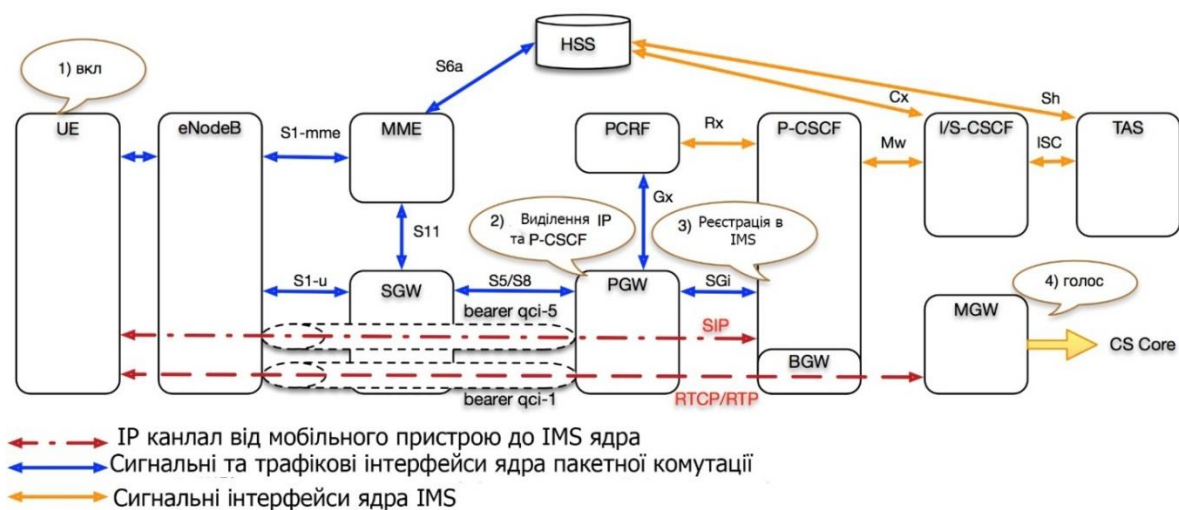 HSS
1) вкл
S6a
Cx
Sh
UE
eNodeB
S1-mme
MME
PCRF
Rx
P-CSCF
I/S-CSCF
TAS
Mw
ISC
S11
Gx
2) Виділення IP
та P-CSCF
3) Реєстрація в
IMS
S1-u
SGW
S5/S8
PGW
SGi
4) голос
bearer qci-5
SIP
MGW
CS Core
BGW
bearer qci-1
RTCP/RTP
IP канлал від мобільного пристрою до IMS ядра
Сигнальні та трафікові інтерфейси ядра пакетної комутації
Сигнальні інтерфейси ядра IMS